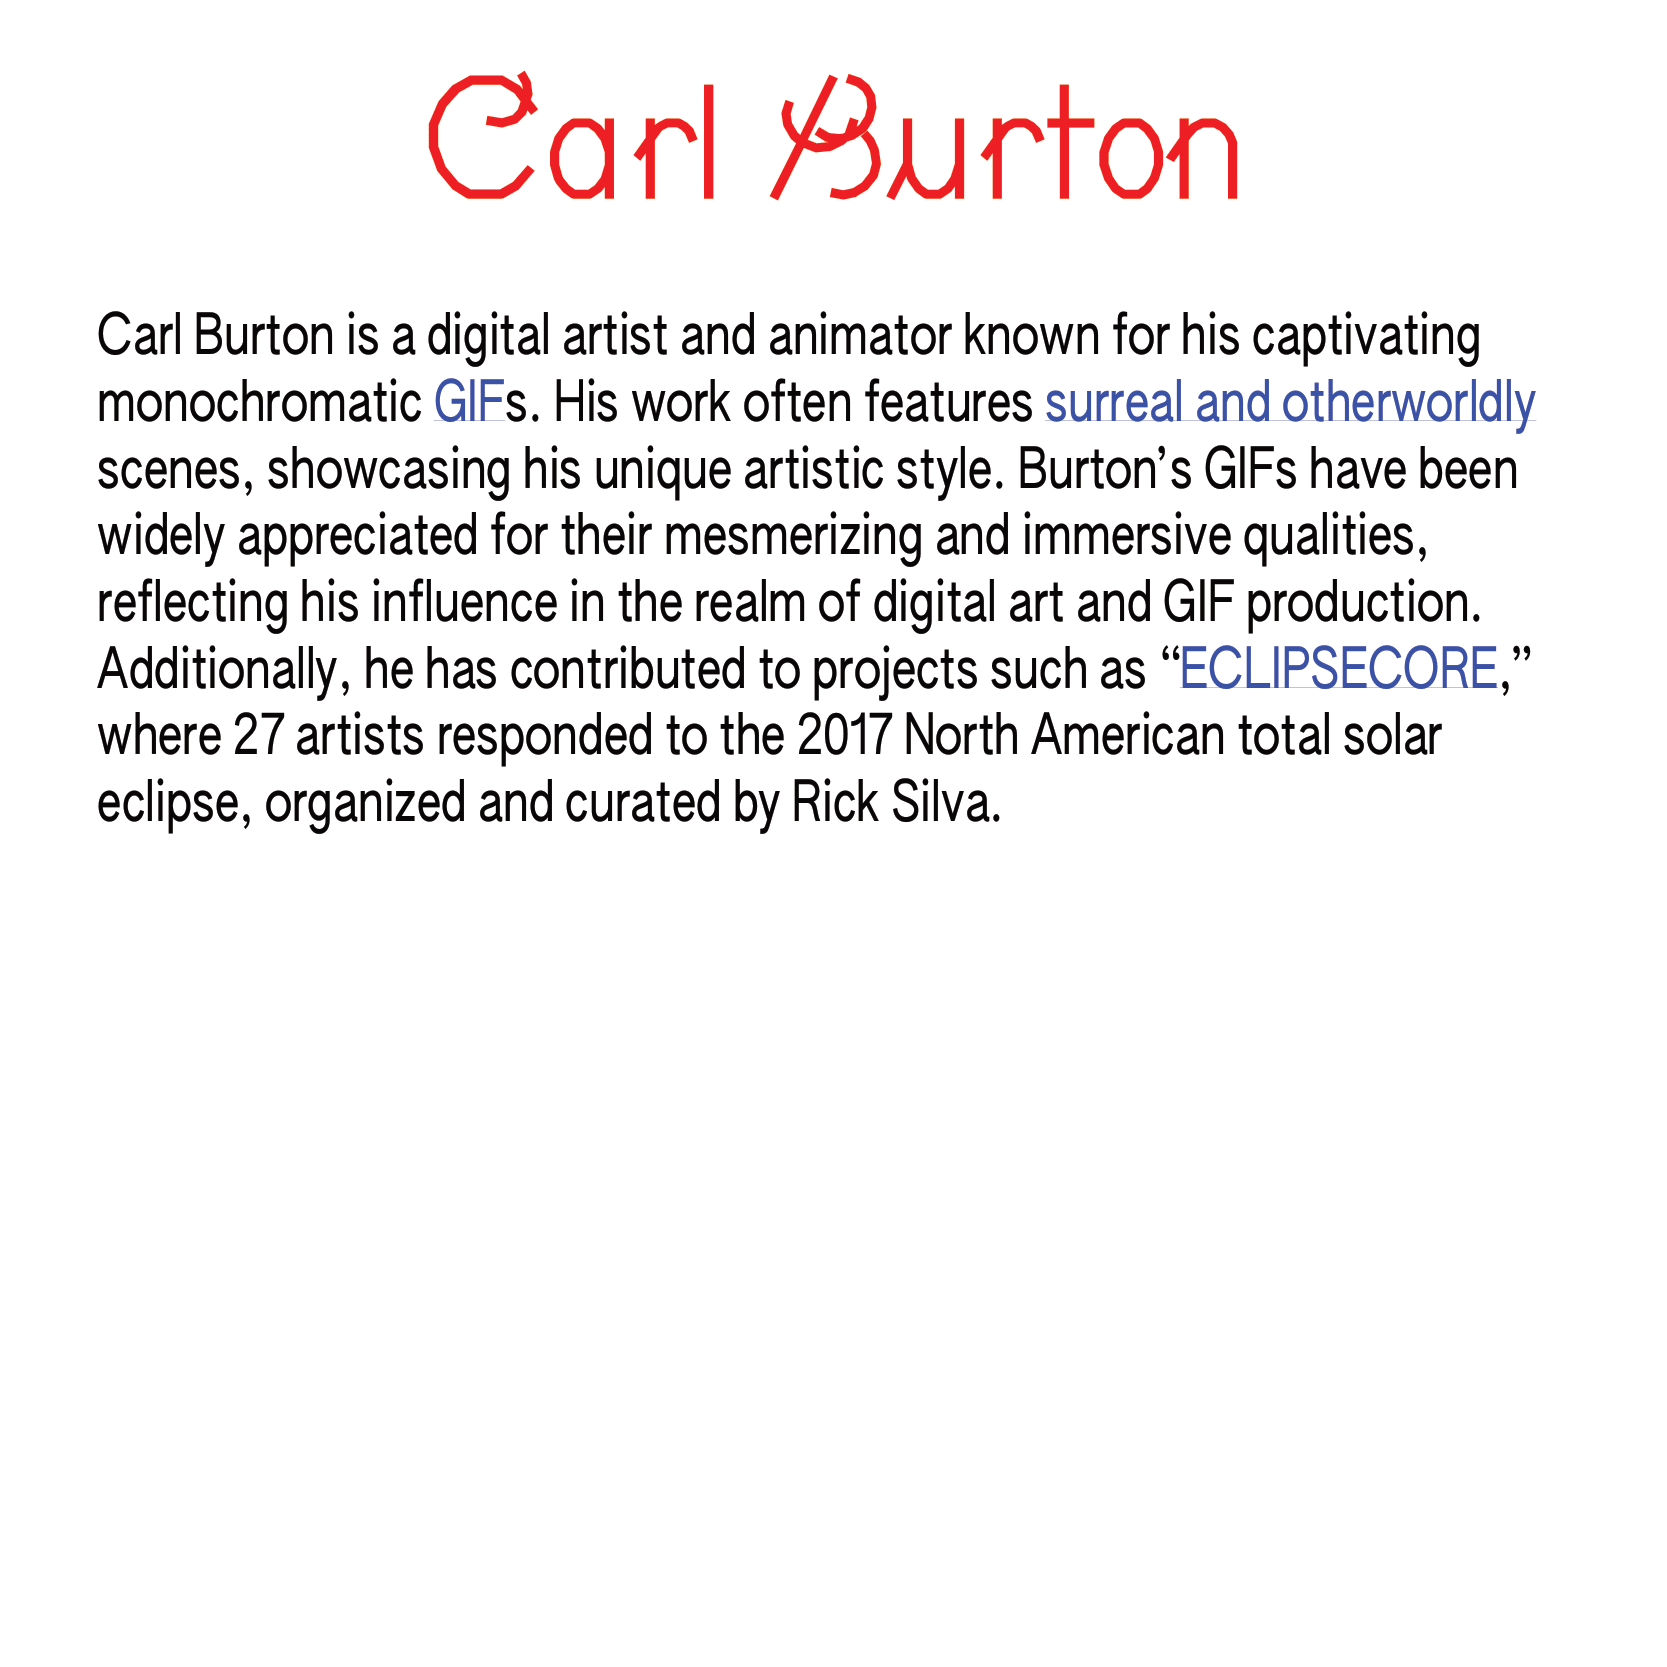 Carl Burton
Carl Burton is a digital artist and animator known for his captivating
monochromatic GIFs. His work often features surreal and otherworldly
scenes, showcasing his unique artistic style. Burton’s GIFs have been
widely appreciated for their mesmerizing and immersive qualities,
reflecting his influence in the realm of digital art and GIF production.
Additionally, he has contributed to projects such as “ECLIPSECORE,”
where 27 artists responded to the 2017 North American total solar
eclipse, organized and curated by Rick Silva.